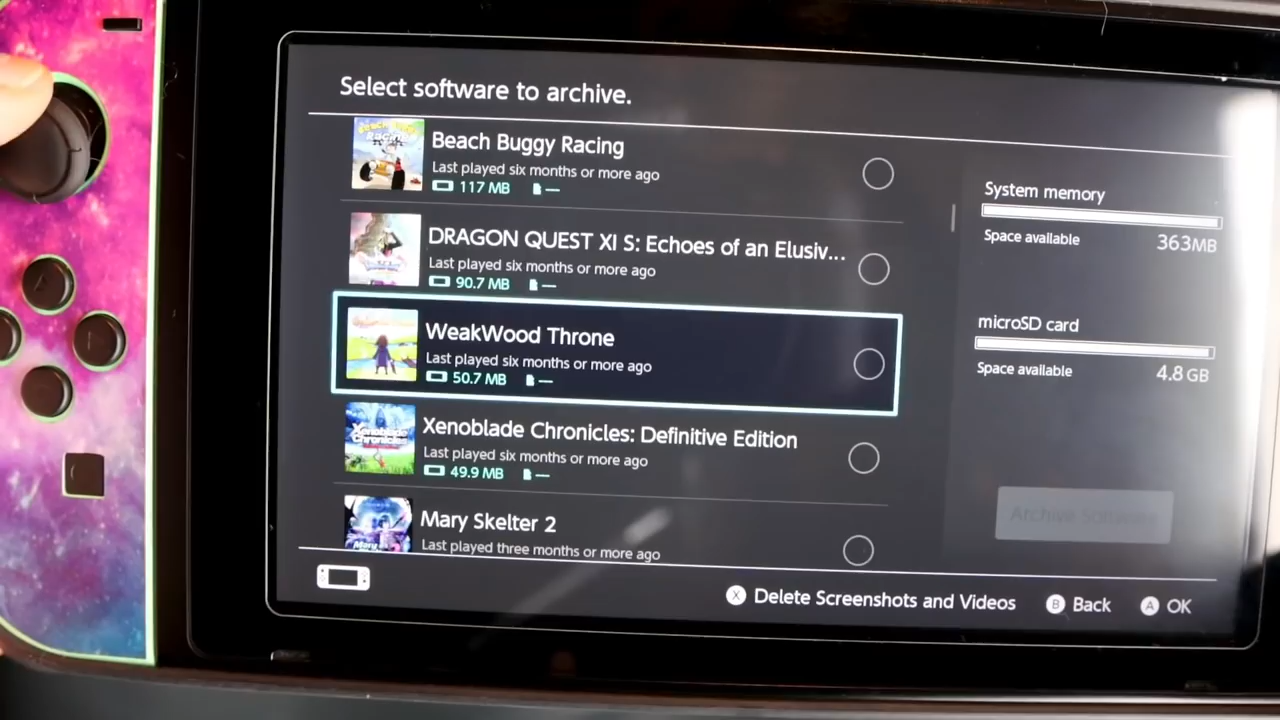 Select software to archive.
Beach Buggy Racing
Last played six months or more ago
117 MB —
DRAGON QUEST XI S: Echoes of an Elusiv...
Last played six months or more ago
90.7 MB —
WeakWood Throne
Last played six months or more ago
50.7 MB —
Xenoblade Chronicles: Definitive Edition
Last played six months or more ago
49.9 MB —
Mary Skelter 2
Last played three months or more ago
System memory
Space available 363MB
microSD card
Space available 4.8 GB
Archive Software
X Delete Screenshots and Videos B Back A OK